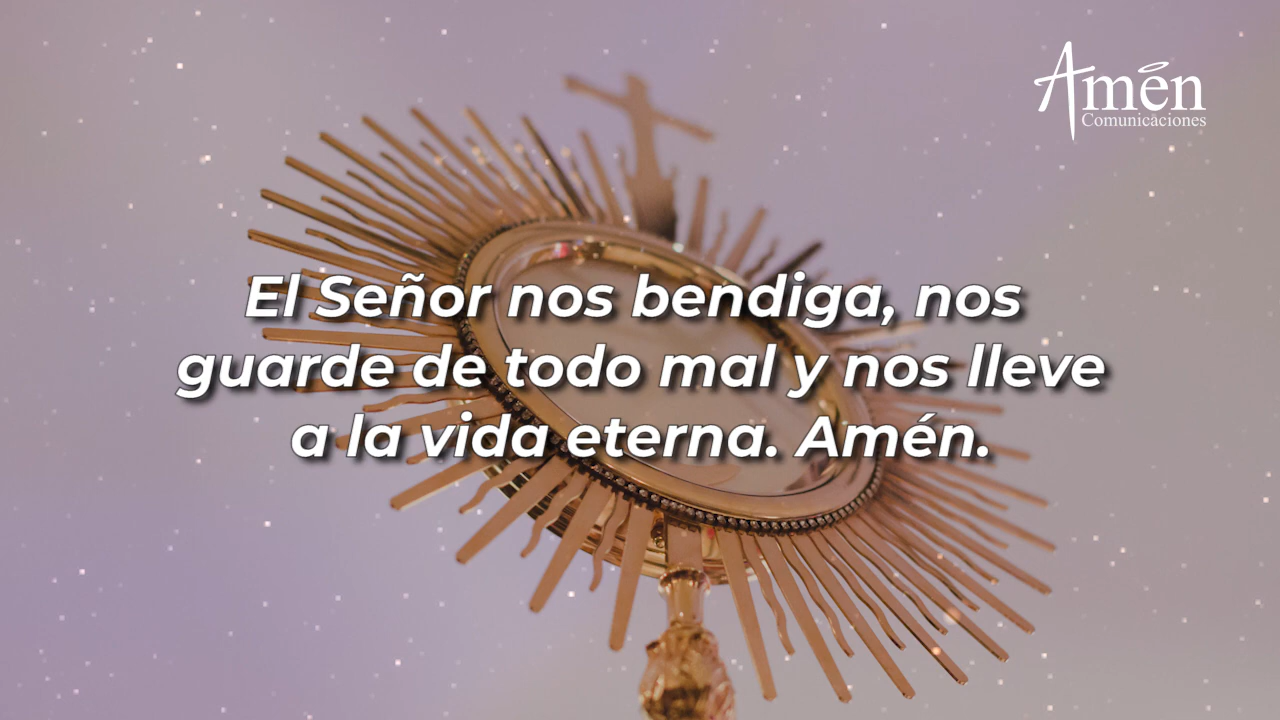 Amén
Comunicaciones
El Señor nos bendiga, nos
guarde de todo mal y nos lleve
a la vida eterna. Amén.